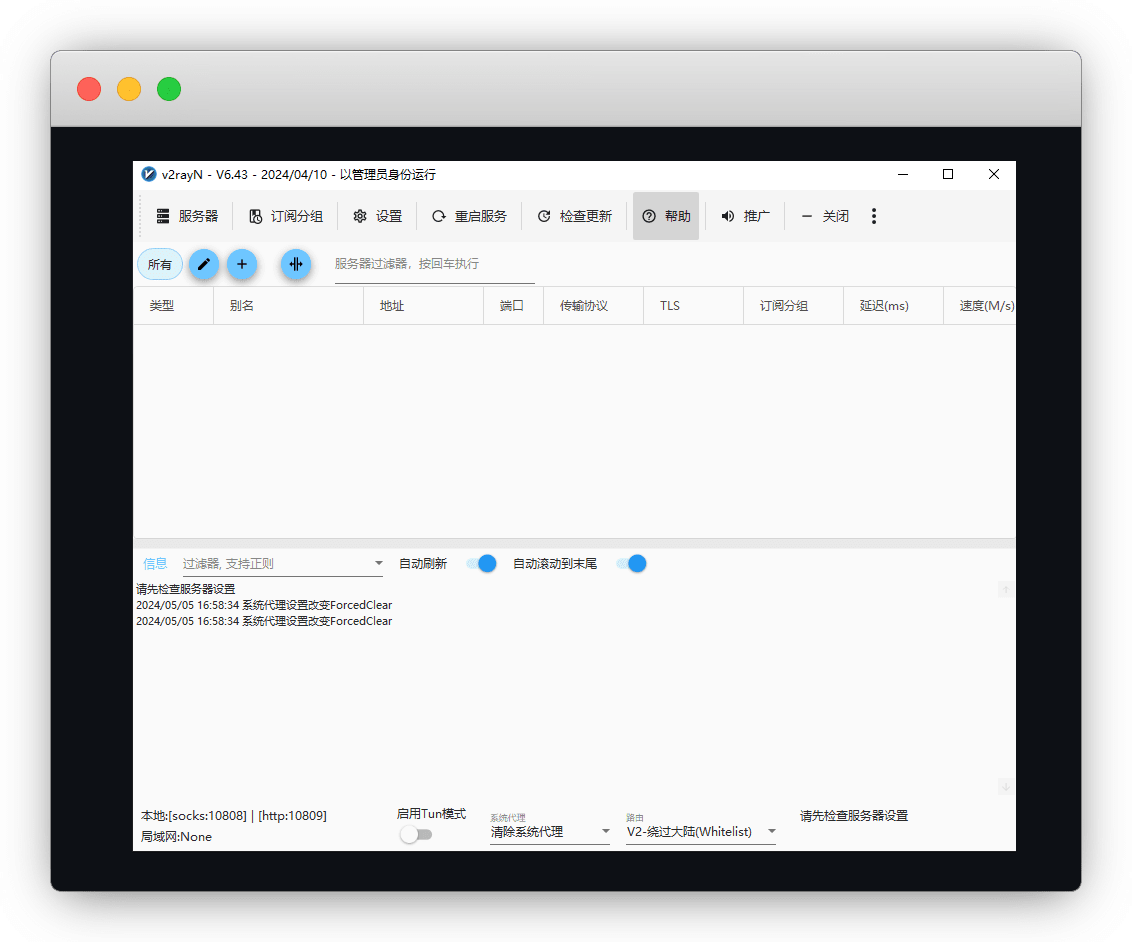 v2rayN - V6.43 - 2024/04/10 - 以管理员身份运行
服务器 订阅分组 设置 重启服务 检查更新 帮助 推广 关闭
所有 服务器过滤器，按回车执行
类型 别名 地址 端口 传输协议 TLS 订阅分组 延迟(ms) 速度(M/s)
信息 过滤器, 支持正则 自动刷新 自动滚动到末尾
请先检查服务器设置
2024/05/05 16:58:34 系统代理设置改变ForcedClear
2024/05/05 16:58:34 系统代理设置改变ForcedClear
本地:[socks:10808] | [http:10809] 启用Tun模式 系统代理 路由 请先检查服务器设置
局域网:None 清除系统代理 V2-绕过大陆(Whitelist)